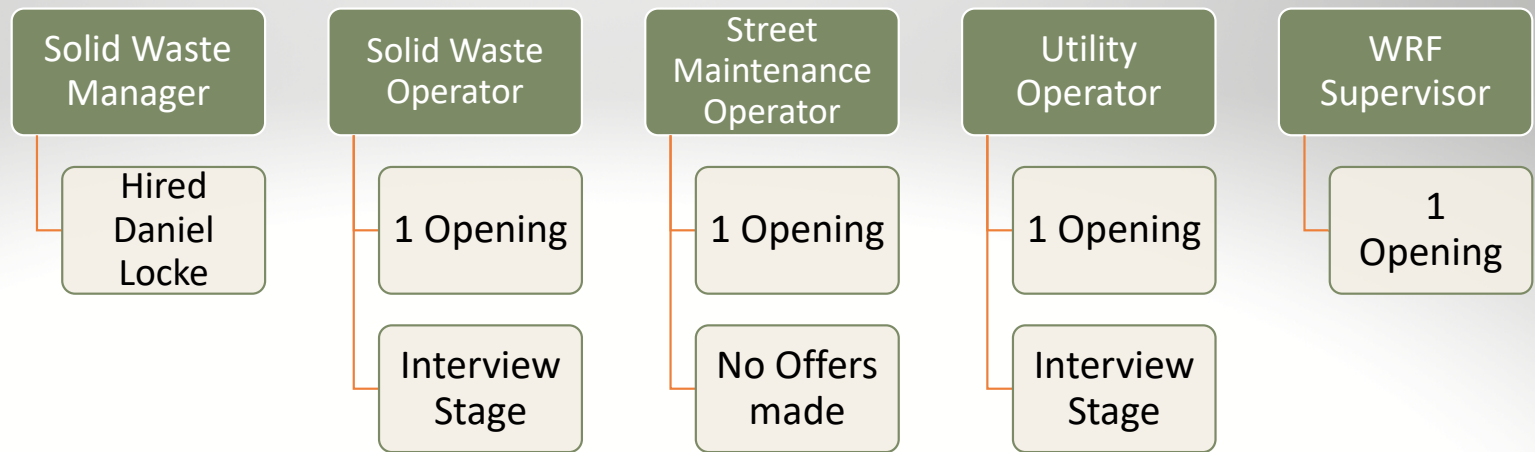 Solid Waste
Manager
Hired
Daniel
Locke
Solid Waste
Operator
1 Opening
Interview
Stage
Street
Maintenance
Operator
1 Opening
No Offers
made
Utility
Operator
1 Opening
Interview
Stage
WRF
Supervisor
1
Opening